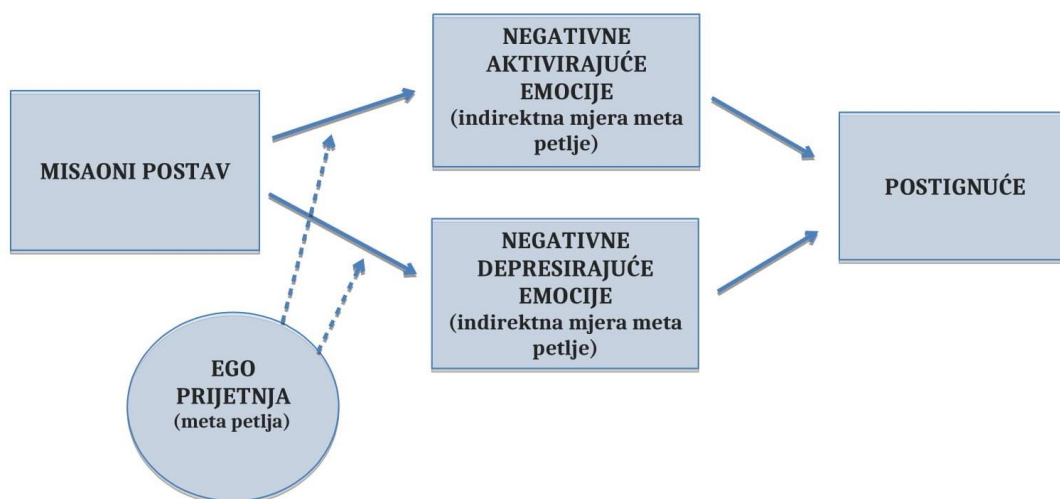 MISAONI POSTAV
NEGATIVNE
AKTIVIRAJUĆE
EMOCIJE
(indirektna mjera meta
petlje)
NEGATIVNE
DEPRESIRAJUĆE
EMOCIJE
(indirektna mjera meta
petlje)
POSTIGNUĆE
EGO
PRIJETNJA
(meta petlja)